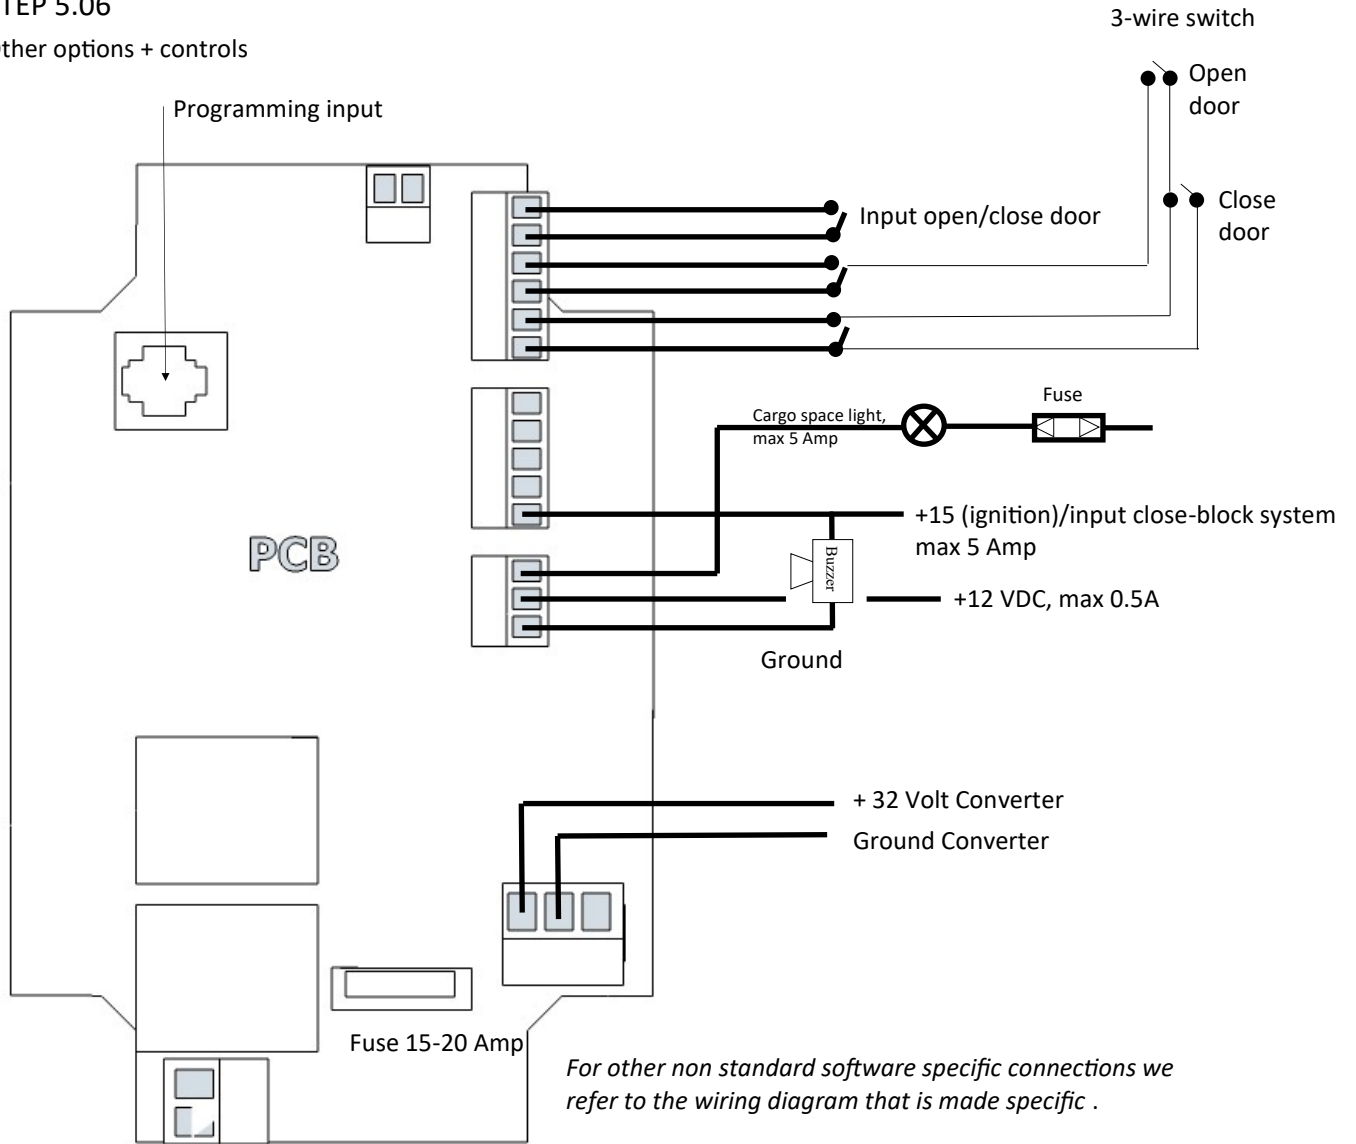 TEP 5.06
ther options + controls
3-wire switch
Open
door
Programming input
Close
door
Input open/close door
Fuse
Cargo space light,
max 5 Amp
+15 (ignition)/input close-block system
max 5 Amp
PCB
Buzzer
+12 VDC, max 0.5A
Ground
+ 32 Volt Converter
Ground Converter
Fuse 15-20 Amp
For other non standard software specific connections we
refer to the wiring diagram that is made specific .